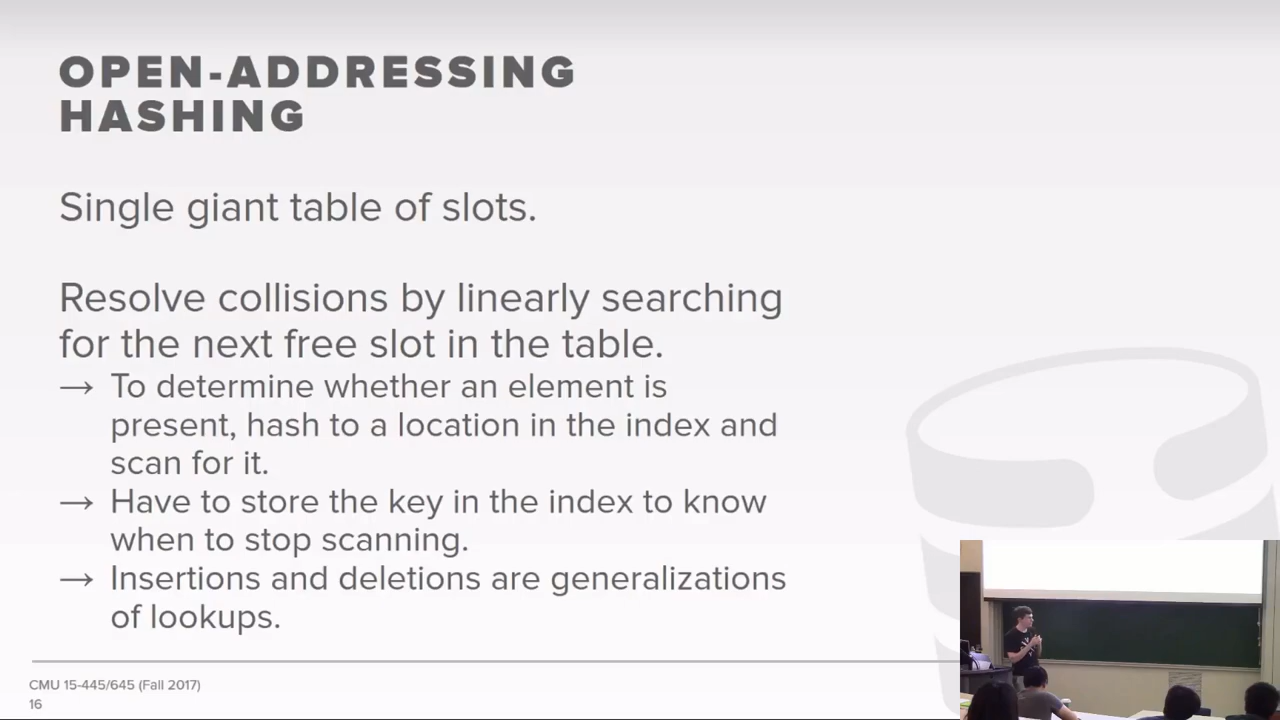 OPEN-ADDRESSING
HASHING
Single giant table of slots.
Resolve collisions by linearly searching
for the next free slot in the table.
→ To determine whether an element is
present, hash to a location in the index and
scan for it.
→ Have to store the key in the index to know
when to stop scanning.
→ Insertions and deletions are generalizations
of lookups.
CMU 15-445/645 (Fall 2017)
16